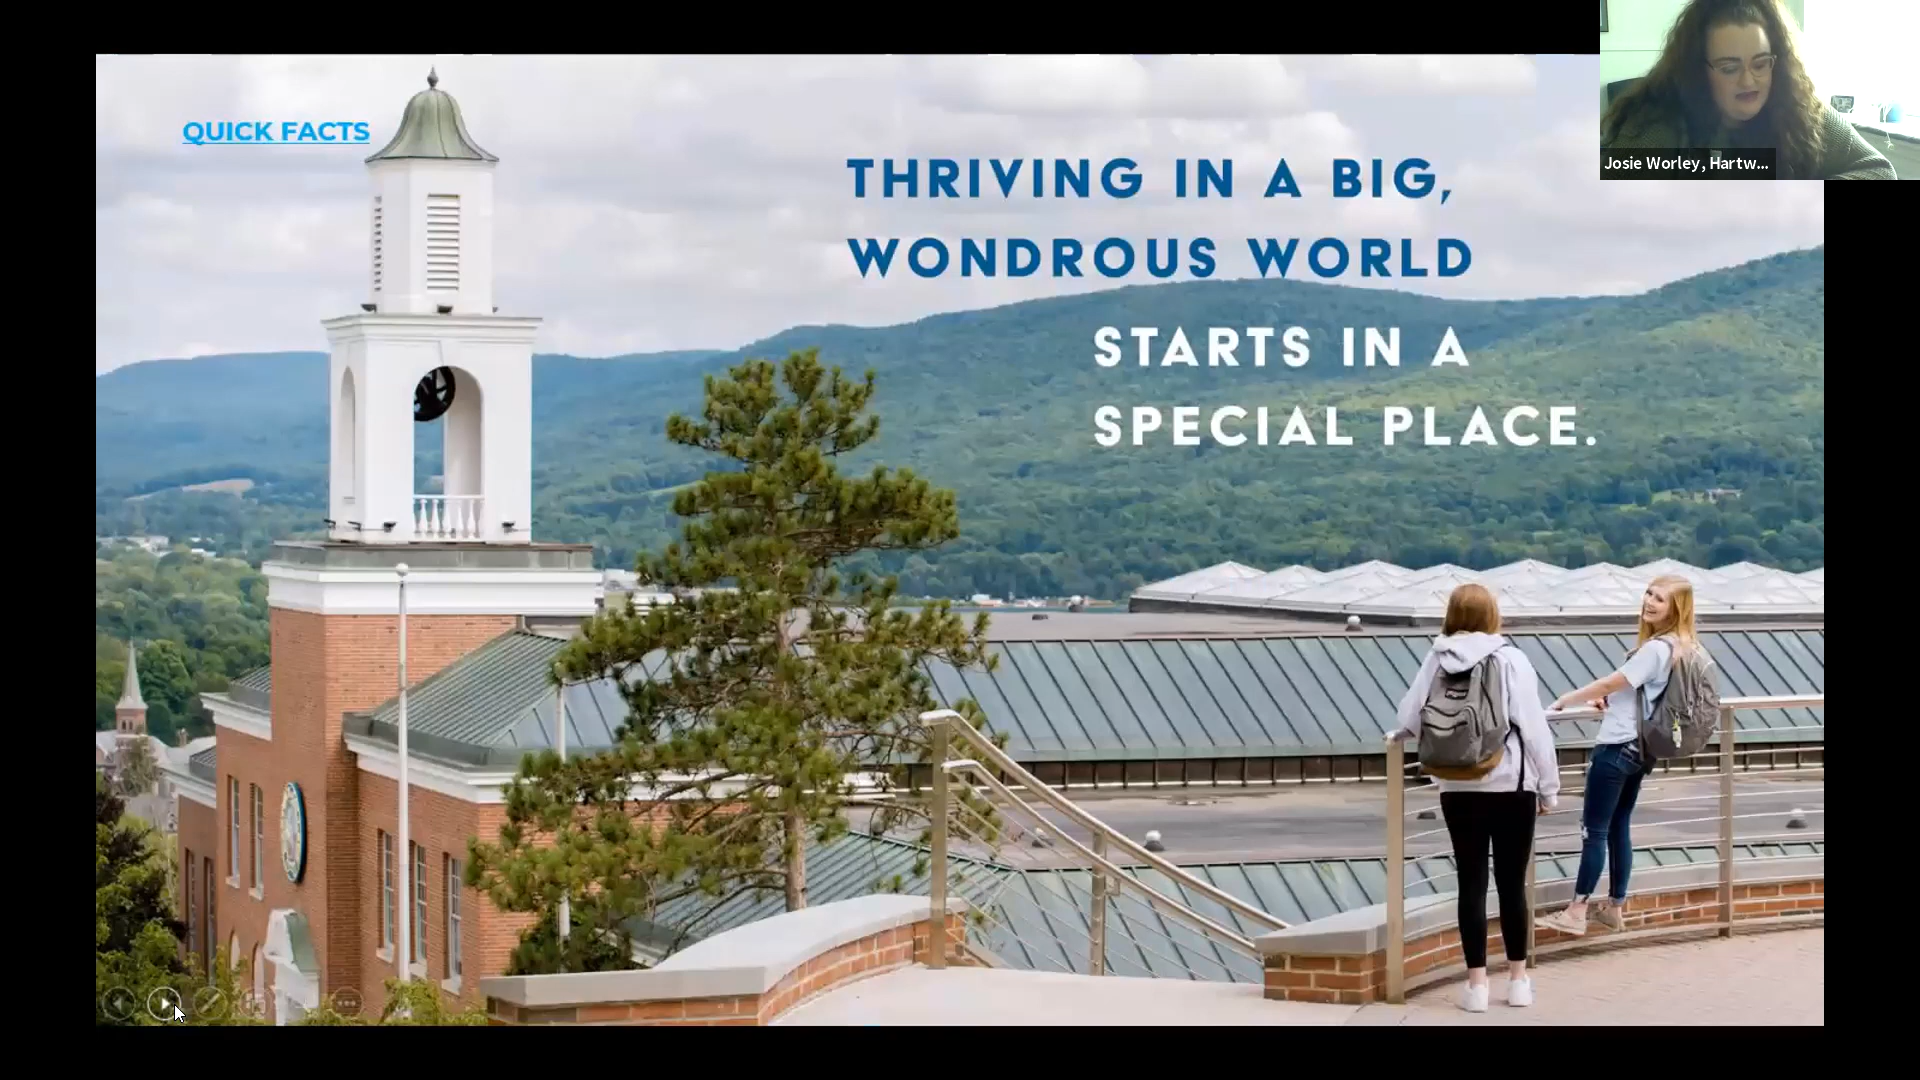 QUICK FACTS
THRIVING IN A BIG,
WONDROUS WORLD
STARTS IN A
SPECIAL PLACE.
Josie Worley, Hartw...